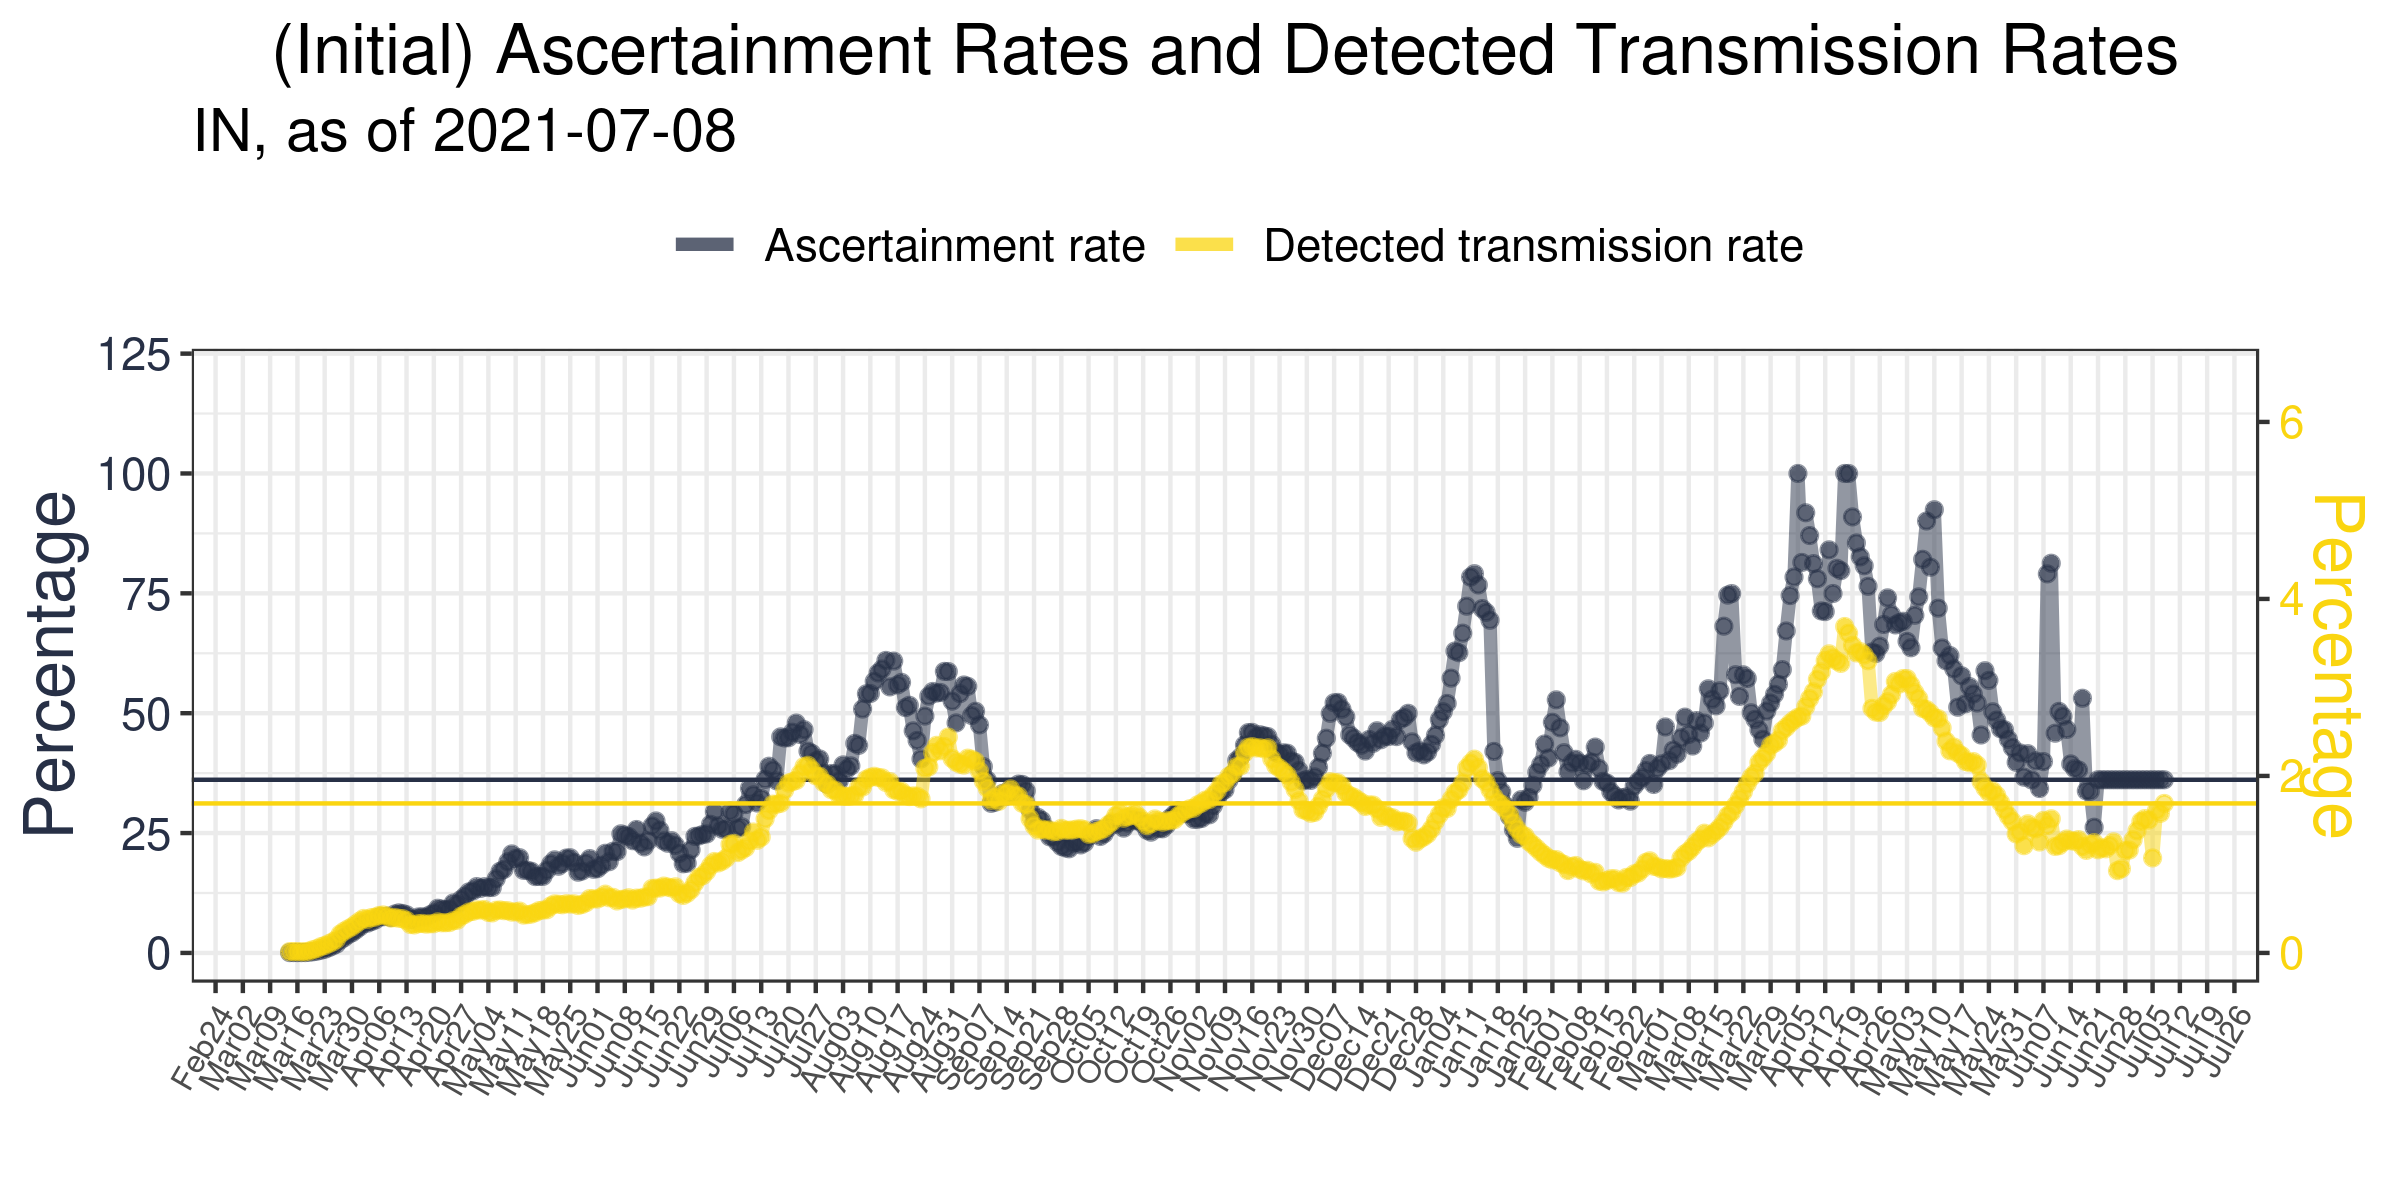 (Initial) Ascertainment Rates and Detected Transmission Rates
IN, as of 2021-07-08
Ascertainment rate
Detected transmission rate
Percentage
125
100
75
50
25
0
6
4
2
0
Percentage
Feb24
Mar02
Mar09
Mar16
Mar23
Mar30
Apr06
Apr13
Apr20
Apr27
May04
May11
May18
May25
Jun01
Jun08
Jun15
Jun22
Jun29
Jul06
Jul13
Jul20
Jul27
Aug03
Aug10
Aug17
Aug24
Aug31
Sep07
Sep14
Sep21
Sep28
Oct05
Oct12
Oct19
Oct26
Nov02
Nov09
Nov16
Nov23
Nov30
Dec07
Dec14
Dec21
Dec28
Jan04
Jan11
Jan18
Jan25
Feb01
Feb08
Feb15
Feb22
Mar01
Mar08
Mar15
Mar22
Mar29
Apr05
Apr12
Apr19
Apr26
May03
May10
May17
May24
May31
Jun07
Jun14
Jun21
Jun28
Jul05
Jul12
Jul19
Jul26